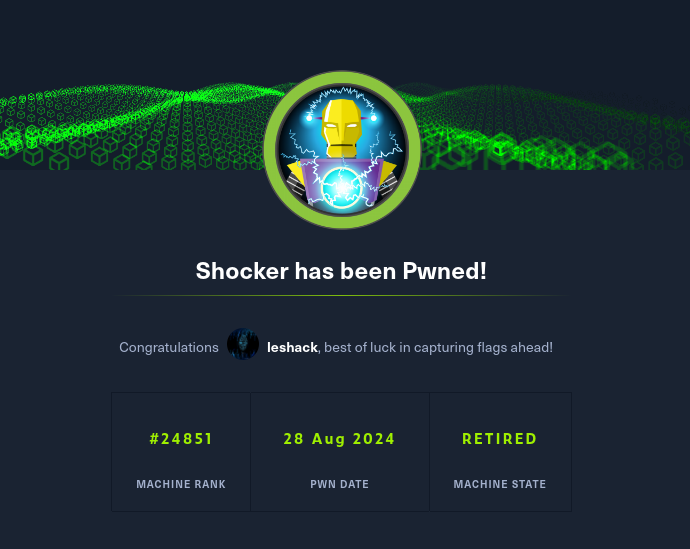 Shocker has been Pwned!
Congratulations leshack, best of luck in capturing flags ahead!
#24851 28 Aug 2024 RETIRED
MACHINE RANK PWN DATE MACHINE STATE